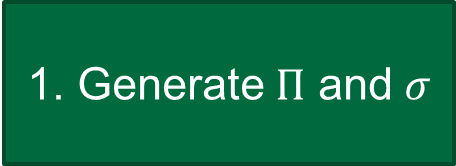 1. Generate Π and σ